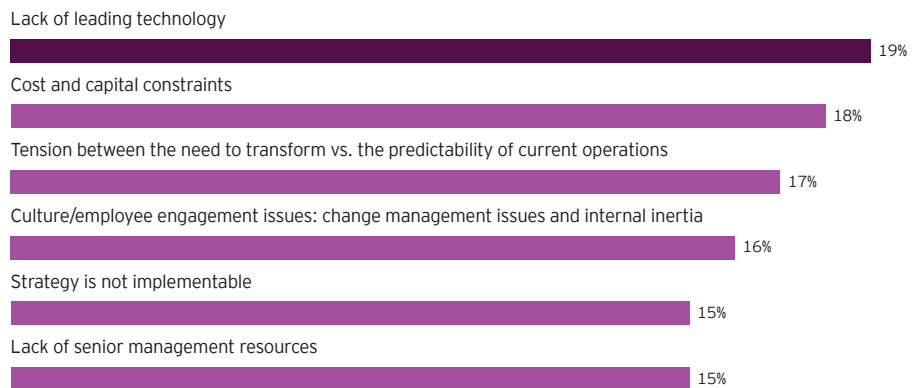 Lack of leading technology
19%
Cost and capital constraints
18%
Tension between the need to transform vs. the predictability of current operations
17%
Culture/employee engagement issues: change management issues and internal inertia
16%
Strategy is not implementable
15%
Lack of senior management resources
15%